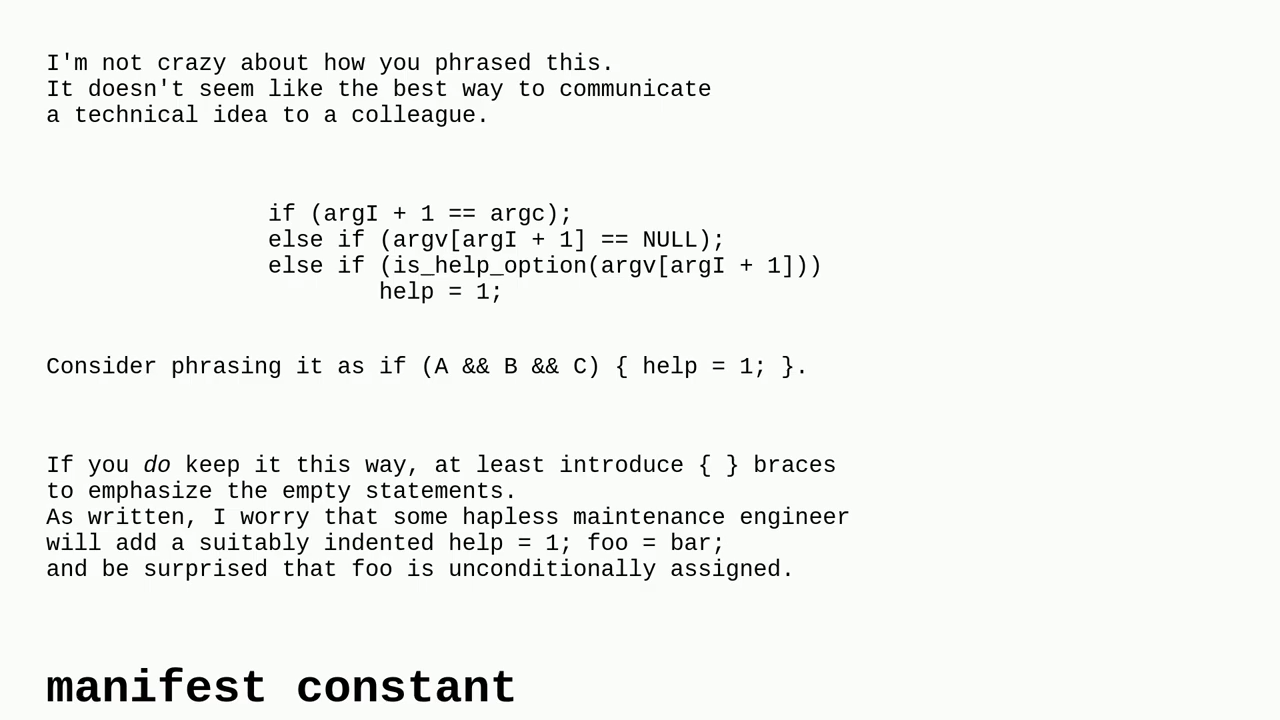 I'm not crazy about how you phrased this.
It doesn't seem like the best way to communicate
a technical idea to a colleague.
if (argI + 1 == argc);
else if (argv[argI + 1] == NULL);
else if (is_help_option(argv[argI + 1]))
help = 1;
Consider phrasing it as if (A && B && C) { help = 1; }.
If you do keep it this way, at least introduce { } braces
to emphasize the empty statements.
As written, I worry that some hapless maintenance engineer
will add a suitably indented help = 1; foo = bar;
and be surprised that foo is unconditionally assigned.
manifest constant